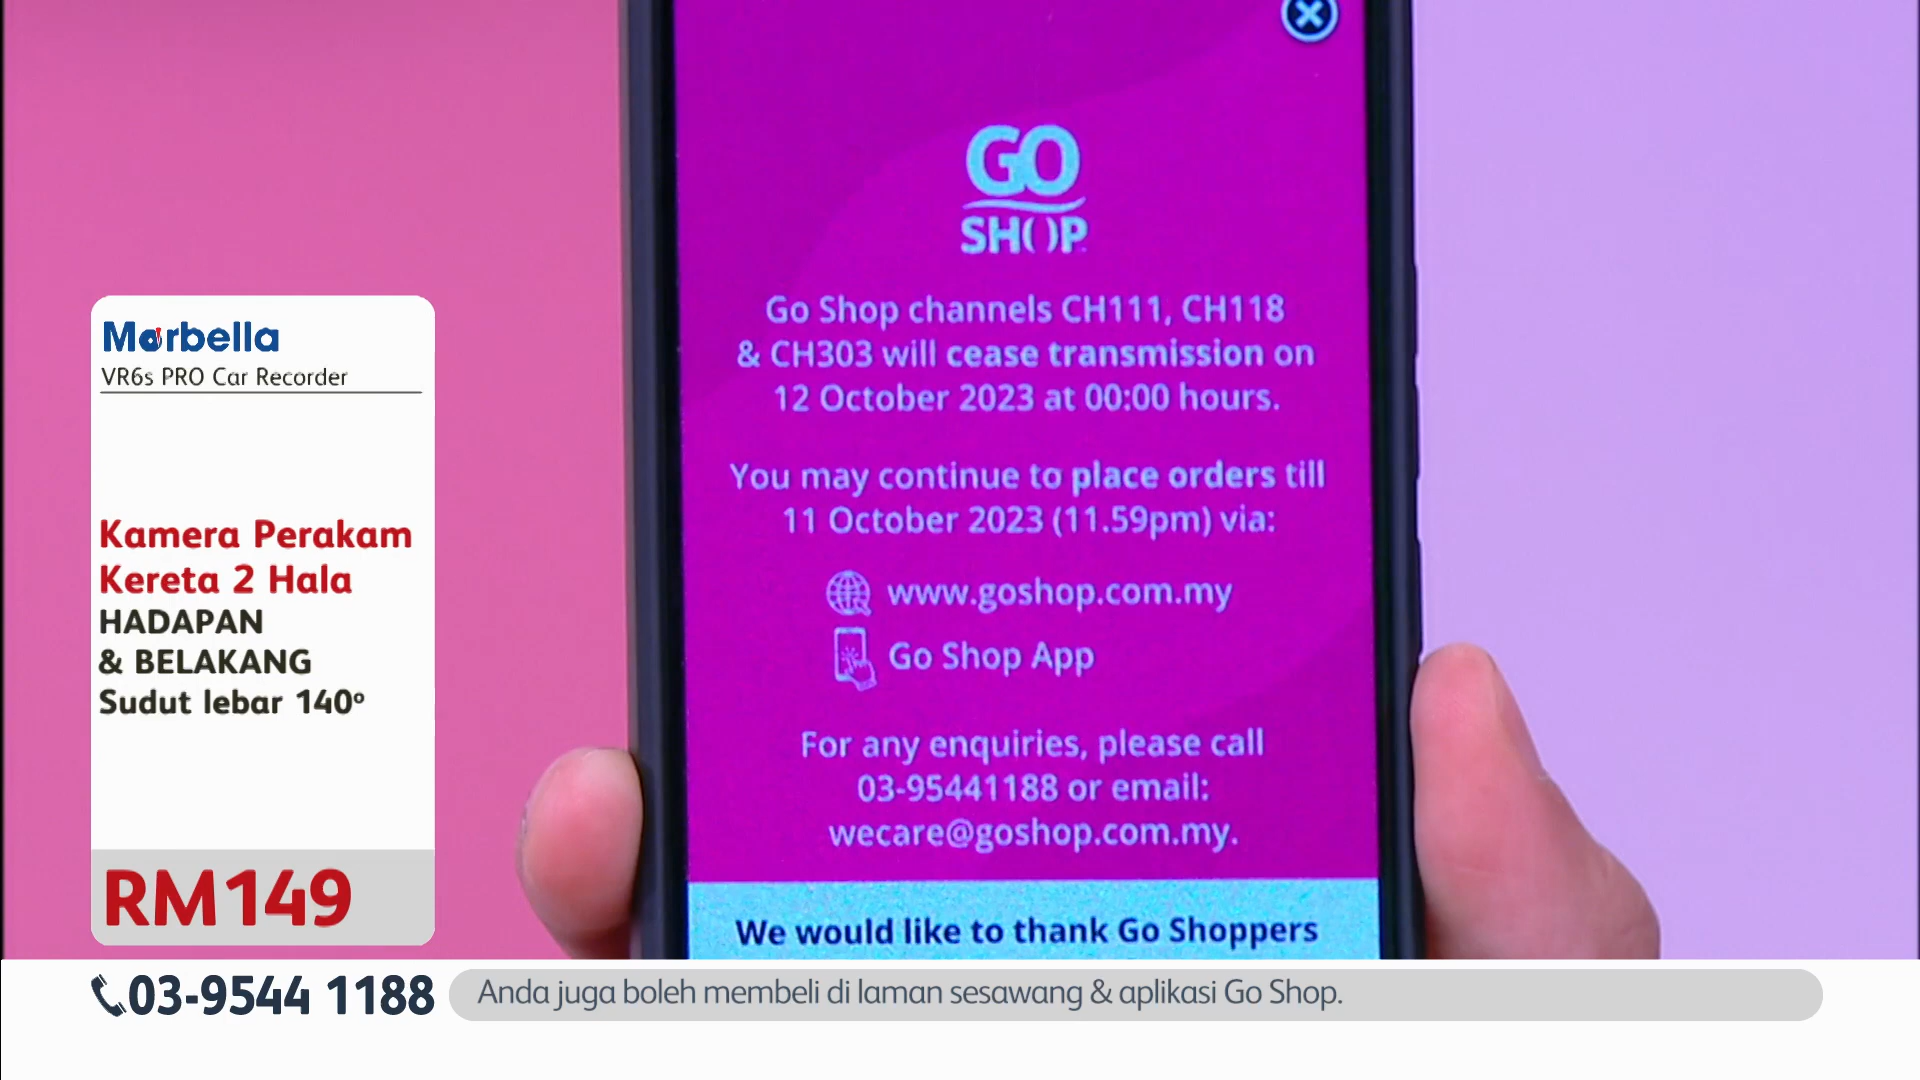 Marbella
VR6s PRO Car Recorder
Kamera Perakam
Kereta 2 Hala
HADAPAN
& BELAKANG
Sudut lebar 140º
RM149
GO
SHOP
Go Shop channels CH111, CH118
& CH303 will cease transmission on
12 October 2023 at 00:00 hours.
You may continue to place orders till
11 October 2023 (11.59pm) via:
www.goshop.com.my
Go Shop App
For any enquiries, please call
03-95441188 or email:
wecare@goshop.com.my.
We would like to thank Go Shoppers
03-9544 1188
Anda juga boleh membeli di laman sesawang & aplikasi Go Shop.